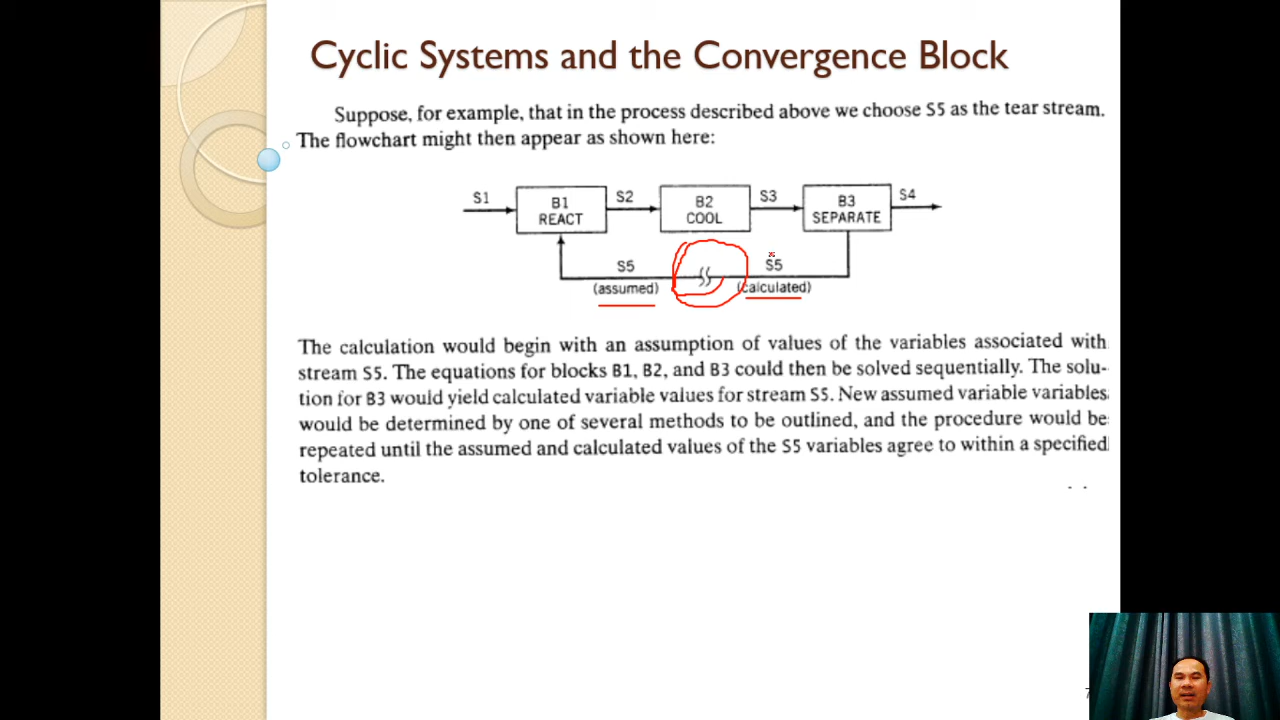 Cyclic Systems and the Convergence Block
Suppose, for example, that in the process described above we choose S5 as the tear stream.
The flowchart might then appear as shown here:
S1
B1
REACT
S2
B2
COOL
S3
B3
SEPARATE
S4
S5
(assumed)
S5
(calculated)
The calculation would begin with an assumption of values of the variables associated with
stream S5. The equations for blocks B1, B2, and B3 could then be solved sequentially. The solu-
tion for B3 would yield calculated variable values for stream S5. New assumed variable variables
would be determined by one of several methods to be outlined, and the procedure would be
repeated until the assumed and calculated values of the S5 variables agree to within a specified
tolerance.